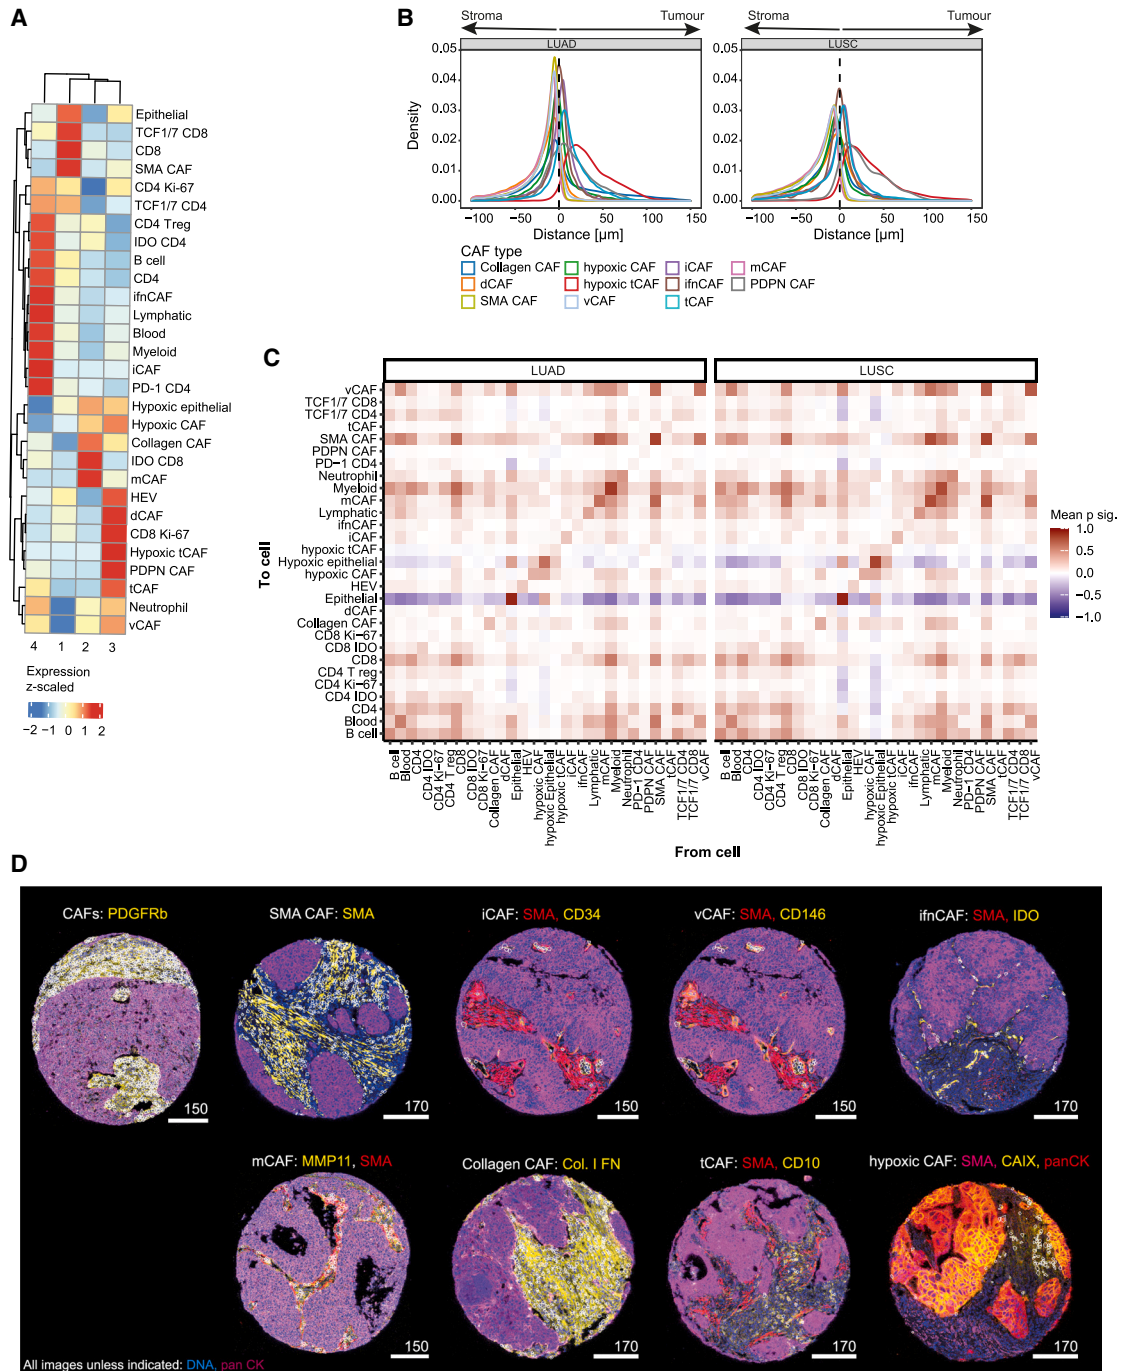 A
Epithelial
TCF1/7 CD8
CD8
SMA CAF
CD4 Ki-67
TCF1/7 CD4
CD4 Treg
IDO CD4
B cell
CD4
ifnCAF
Lymphatic
Blood
Myeloid
iCAF
PD-1 CD4
Hypoxic epithelial
Hypoxic CAF
Collagen CAF
IDO CD8
mCAF
HEV
dCAF
CD8 Ki-67
Hypoxic tCAF
PDPN CAF
tCAF
Neutrophil
vCAF
4 1 2 3
Expression
z-scaled
−2 −1 0 1 2
B
Stroma Tumour Stroma Tumour
LUAD LUSC
0.05 0.05
0.04 0.04
0.03 0.03
0.02 0.02
0.01 0.01
0.00 0.00
Density
−100 −50 0 50 100 150 −100 −50 0 50 100 150
Distance [µm] Distance [µm]
CAF type
Collagen CAF hypoxic CAF iCAF mCAF
dCAF hypoxic tCAF ifnCAF PDPN CAF
SMA CAF vCAF tCAF
C
LUAD LUSC
vCAF
TCF1/7 CD8
TCF1/7 CD4
tCAF
SMA CAF
PDPN CAF
PD−1 CD4
Neutrophil
Myeloid
mCAF
Lymphatic
ifnCAF
iCAF
hypoxic tCAF
Hypoxic epithelial
hypoxic CAF
HEV
Epithelial
dCAF
Collagen CAF
CD8 Ki-67
CD8 IDO
CD8
CD4 T reg
CD4 Ki−67
CD4 IDO
CD4
Blood
B cell
To cell
B cell Blood CD4 CD4 IDO CD4 Ki-67 CD4 T reg CD8 CD8 IDO CD8 Ki-67 Collagen CAF dCAF Epithelial HEV hypoxic CAF hypoxic Epithelial hypoxic tCAF iCAF ifnCAF Lymphatic mCAF Myeloid Neutrophil PD-1 CD4 PDPN CAF SMA CAF tCAF TCF1/7 CD4 TCF1/7 CD8 vCAF
B cell Blood CD4 CD4 IDO CD4 Ki-67 CD4 T reg CD8 CD8 IDO CD8 Ki-67 Collagen CAF dCAF Epithelial HEV hypoxic CAF hypoxic Epithelial hypoxic tCAF iCAF ifnCAF Lymphatic mCAF Myeloid Neutrophil PD-1 CD4 PDPN CAF SMA CAF tCAF TCF1/7 CD4 TCF1/7 CD8 vCAF
From cell
Mean p sig.
1.0
0.5
0.0
−0.5
−1.0
D
CAFs: PDGFRb SMA CAF: SMA iCAF: SMA, CD34 vCAF: SMA, CD146 ifnCAF: SMA, IDO
150 170 150 150 170
mCAF: MMP11, SMA Collagen CAF: Col. I FN tCAF: SMA, CD10 hypoxic CAF: SMA, CAIX, panCK
150 170 170 170
All images unless indicated: DNA, pan CK